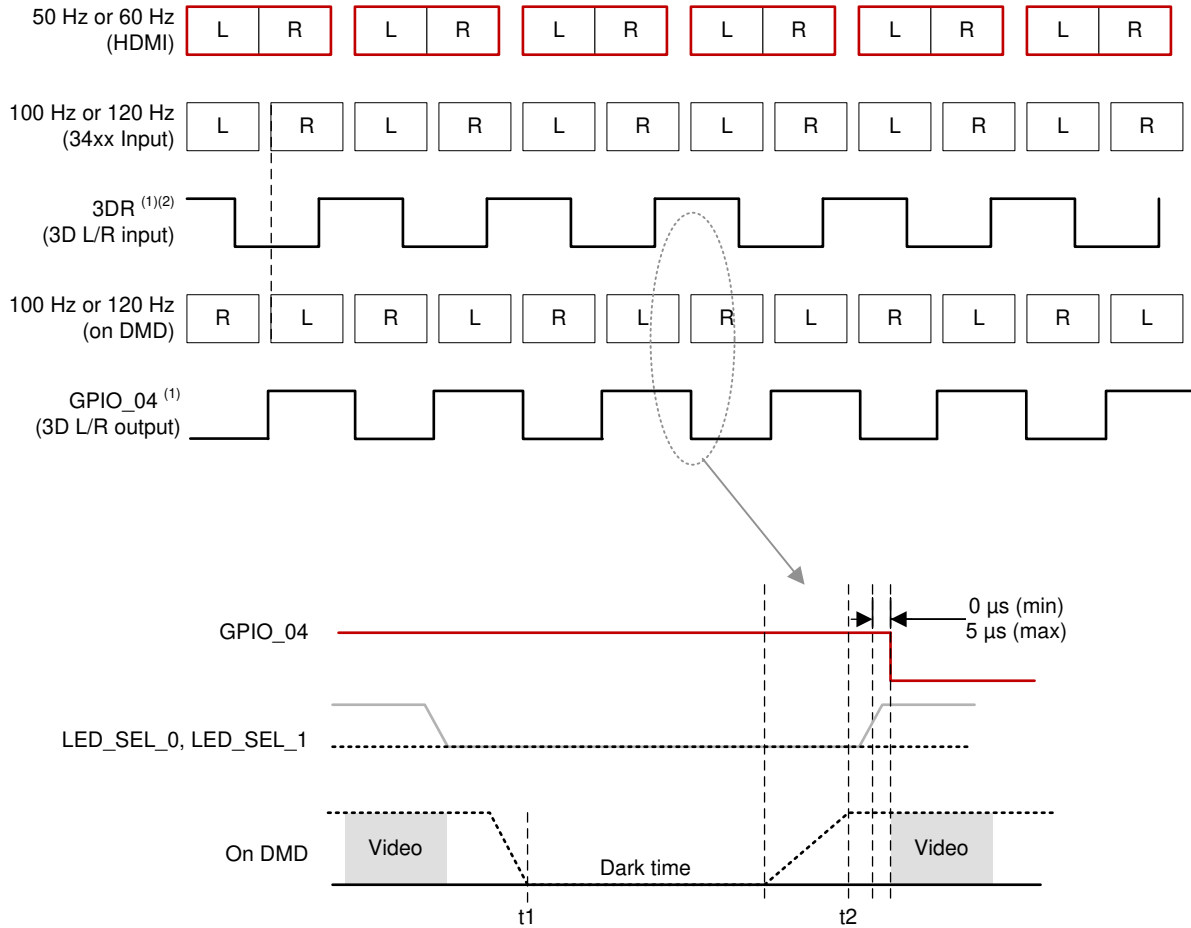 50 Hz or 60 Hz
(HDMI)
L R L R L R L R L R L R
100 Hz or 120 Hz
(34xx Input)
L R L R L R L R L R L R
3DR (1)(2)
(3D L/R input)
100 Hz or 120 Hz
(on DMD)
R L R L R L R L R L R L
GPIO_04 (1)
(3D L/R output)
0 µs (min)
5 µs (max)
GPIO_04
LED_SEL_0, LED_SEL_1
On DMD
Video
Dark time
Video
t1
t2